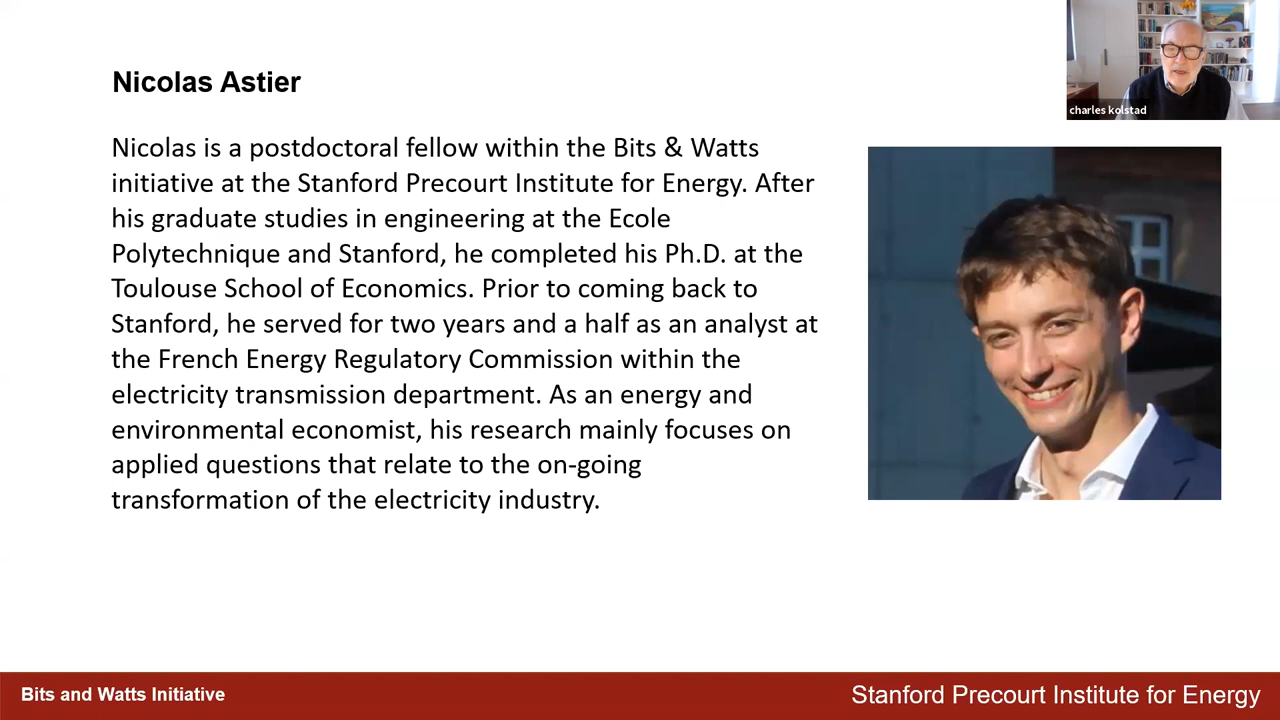 charles kolstad
Nicolas Astier
Nicolas is a postdoctoral fellow within the Bits & Watts
initiative at the Stanford Precourt Institute for Energy. After
his graduate studies in engineering at the Ecole
Polytechnique and Stanford, he completed his Ph.D. at the
Toulouse School of Economics. Prior to coming back to
Stanford, he served for two years and a half as an analyst at
the French Energy Regulatory Commission within the
electricity transmission department. As an energy and
environmental economist, his research mainly focuses on
applied questions that relate to the on-going
transformation of the electricity industry.
Bits and Watts Initiative
Stanford Precourt Institute for Energy